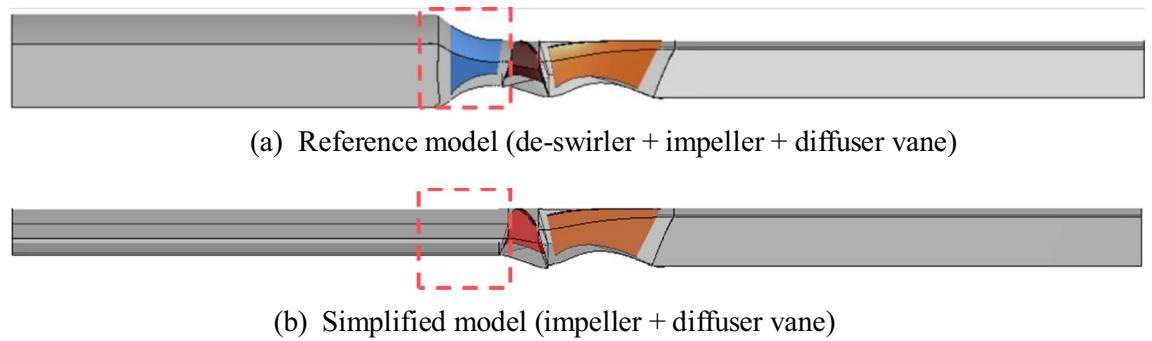 (a) Reference model (de-swirler + impeller + diffuser vane)
(b) Simplified model (impeller + diffuser vane)